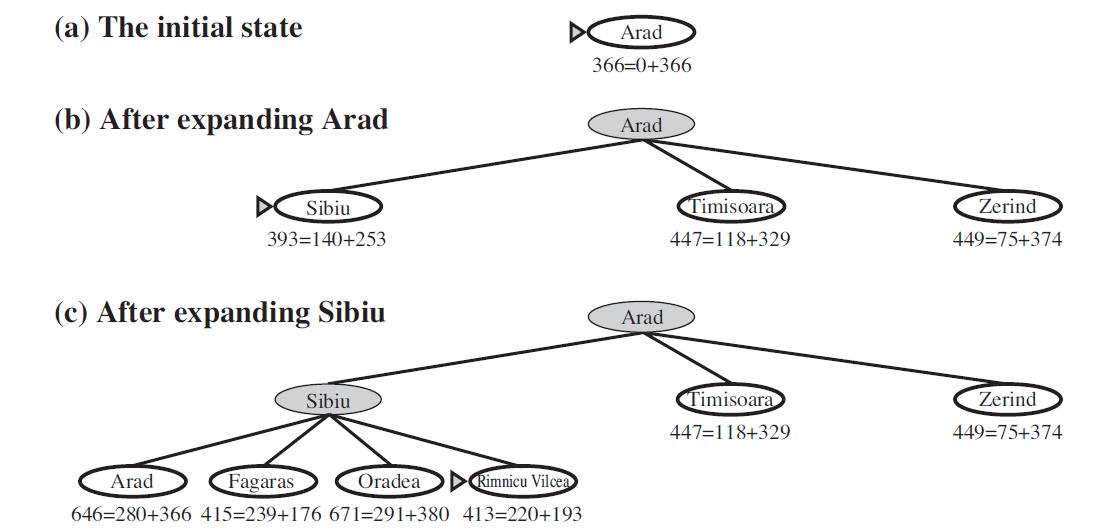 (a) The initial state
Arad
366=0+366
(b) After expanding Arad
Arad
Sibiu
Timisoara
Zerind
393=140+253
447=118+329
449=75+374
(c) After expanding Sibiu
Arad
Sibiu
Timisoara
Zerind
447=118+329
449=75+374
Arad
Fagaras
Oradea
Rimnicu Vilcea
646=280+366
415=239+176
671=291+380
413=220+193